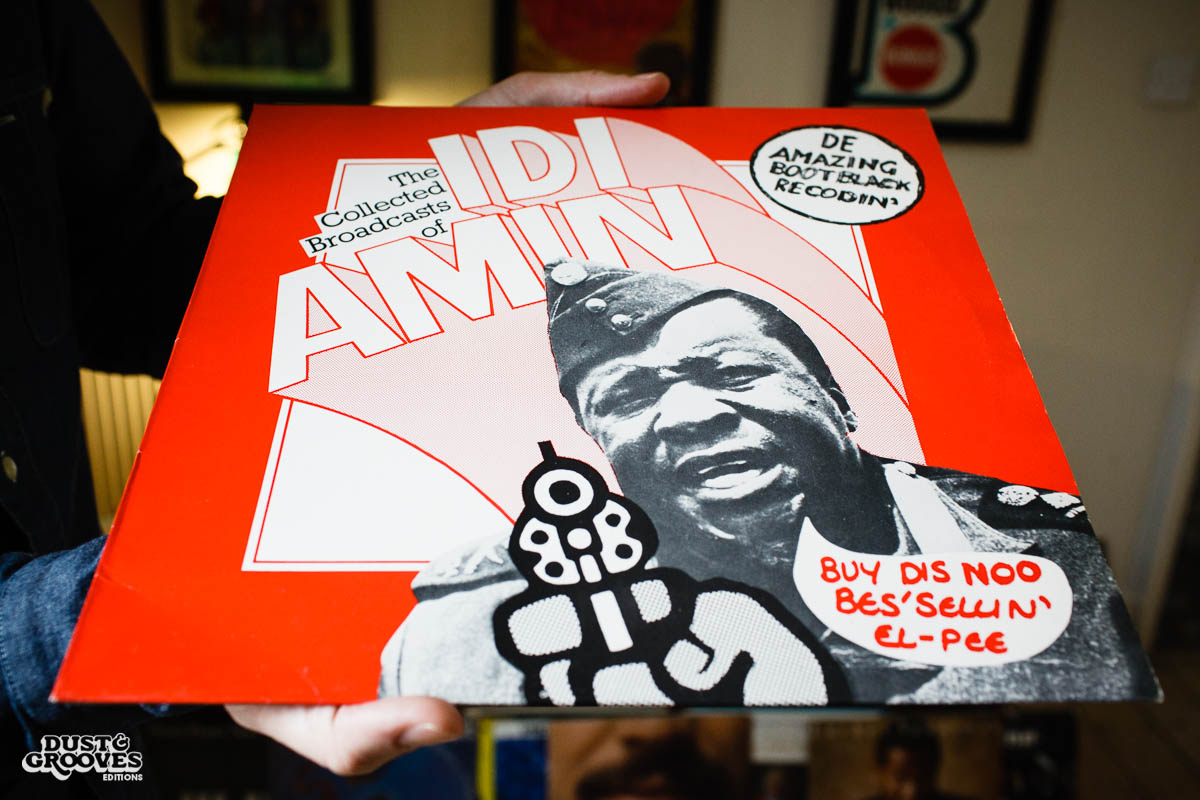 The
Collected
Broadcasts
of
IDI
AMIN
DE
AMAZING
BOOTBLACK
RECORDIN'
BUY DIS NOO
BES'SELLIN'
EL-PEE
DUST &
GROOVES
EDITIONS